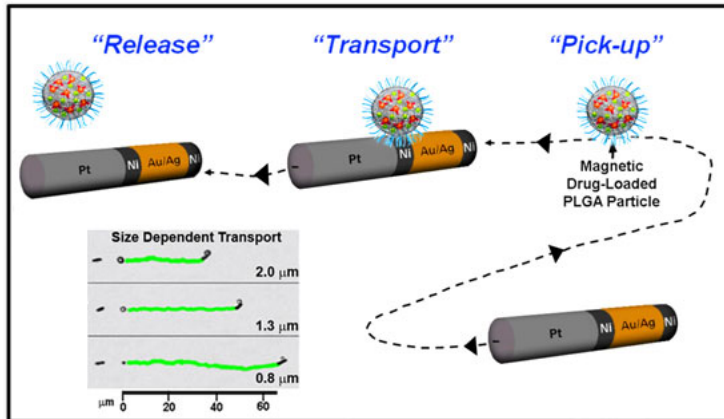 “Release”
“Transport”
“Pick-up”
Pt
Ni
Au/Ag
Ni
Pt
Ni
Au/Ag
Ni
Magnetic
Drug-Loaded
PLGA Particle
Size Dependent Transport
2.0 μm
1.3 μm
0.8 μm
μm 0 20 40 60
Pt
Ni
Au/Ag
Ni